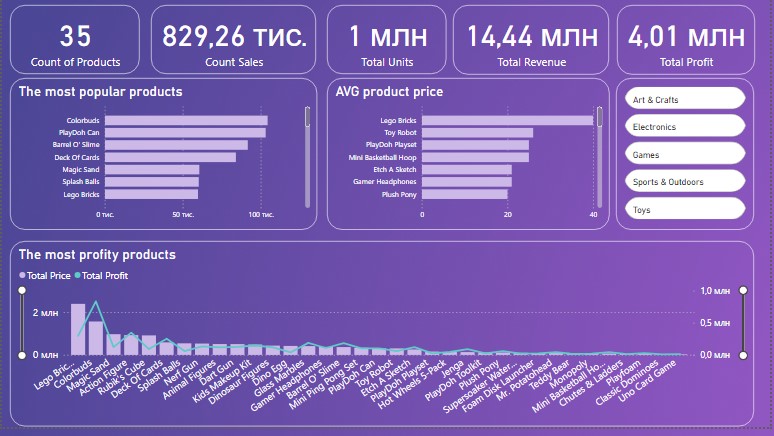 35
Count of Products
829,26 тис.
Count Sales
1 млн
Total Units
14,44 млн
Total Revenue
4,01 млн
Total Profit
The most popular products
Colorbuds
PlayDoh Can
Barrel O' Slime
Deck Of Cards
Magic Sand
Splash Balls
Lego Bricks
0 тис.
50 тис.
100 тис.
AVG product price
Lego Bricks
Toy Robot
PlayDoh Playset
Mini Basketball Hoop
Etch A Sketch
Gamer Headphones
Plush Pony
0
20
40
Art & Crafts
Electronics
Games
Sports & Outdoors
Toys
The most profity products
Total Price
Total Profit
2 млн
0 млн
1,0 млн
0,5 млн
0,0 млн
Lego Bric...
Colorbuds
Magic Sand
Action Figure
Rubik'S Cube
Deck Of Cards
Splash Balls
Nerf Gun
Animal Figures
Dart Gun
Kids Makeup Kit
Dinosaur Figures
Dino Egg
Glass Marbles
Gamer Headphones
Barrel O' Slime
Mini Ping Pong Set
PlayDoh Can
Toy Robot
Etch A Sketch
PlayDoh Playset
Hot Wheels 5-Pack
Jenga
PlayDoh Toolkit
Plush Pony
Supersoaker Water...
Foam Disk Launcher
Mr. Potatohead
Teddy Bear
Monopoly
Mini Basketball Ho...
Chutes & Ladders
Playfoam
Classic Dominoes
Uno Card Game